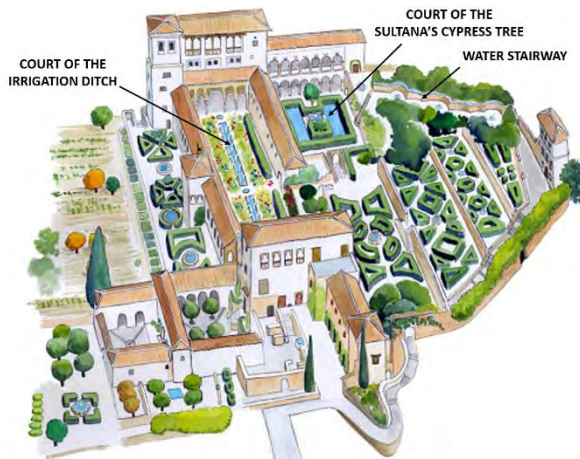 COURT OF THE
IRRIGATION DITCH
COURT OF THE
SULTANA'S CYPRESS TREE
WATER STAIRWAY